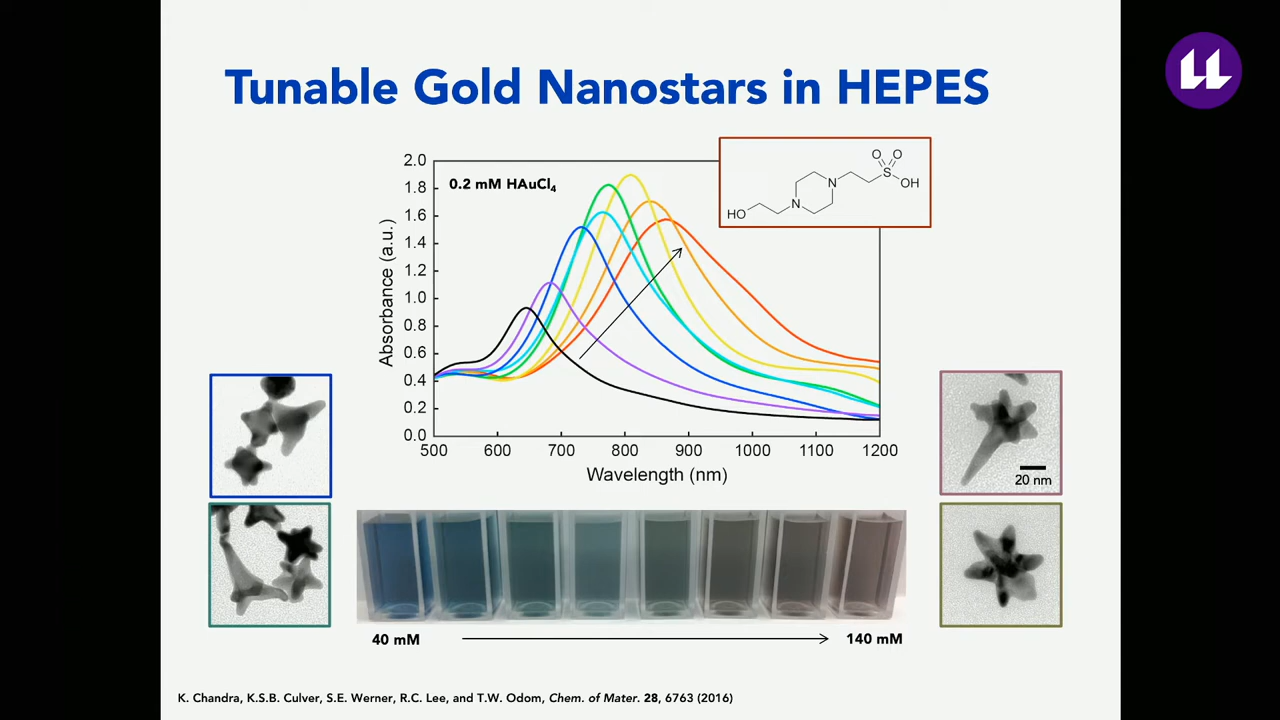 Tunable Gold Nanostars in HEPES
0.2 mM HAuCl4
O O
S
OH
N
N
HO
2.0
1.8
1.6
1.4
1.2
1.0
0.8
0.6
0.4
0.2
0.0
Absorbance (a.u.)
500 600 700 800 900 1000 1100 1200
Wavelength (nm)
20 nm
40 mM
140 mM
K. Chandra, K.S.B. Culver, S.E. Werner, R.C. Lee, and T.W. Odom, Chem. of Mater. 28, 6763 (2016)